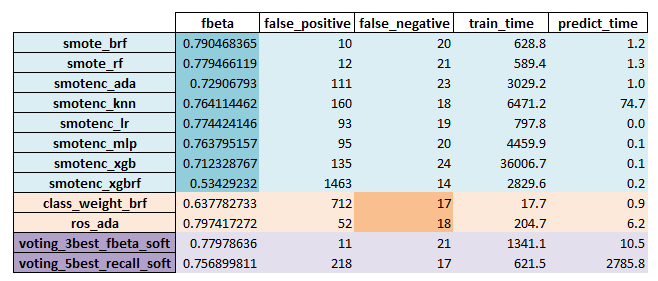 fbeta false_positive false_negative train_time predict_time
smote_brf 0.790468365 10 20 628.8 1.2
smote_rf 0.779466119 12 21 589.4 1.3
smotenc_ada 0.72906793 111 23 3029.2 1.0
smotenc_knn 0.764114462 160 18 6471.2 74.7
smotenc_lr 0.774424146 93 19 797.8 0.0
smotenc_mlp 0.763795157 95 20 4459.9 0.1
smotenc_xgb 0.712328767 135 24 36006.7 0.1
smotenc_xgbrf 0.53429232 1463 14 2829.6 0.2
class_weight_brf 0.637782733 712 17 17.7 0.9
ros_ada 0.797417272 52 18 204.7 6.2
voting_3best_fbeta_soft 0.77978636 11 21 1341.1 10.5
voting_5best_recall_soft 0.756899811 218 17 621.5 2785.8